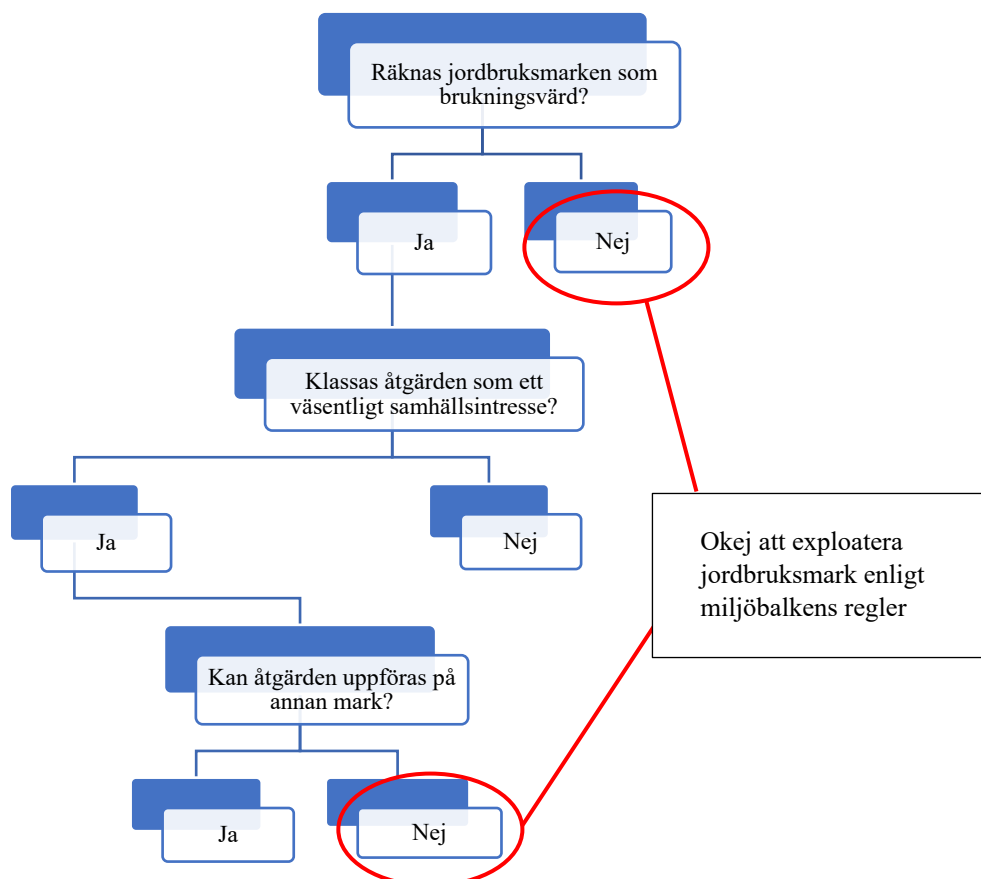 Räknas jordbruksmarken som
brukningsvärd?
Ja
Nej
Klassas åtgärden som ett
väsentligt samhällsintresse?
Ja
Nej
Okej att exploatera
jordbruksmark enligt
miljöbalkens regler
Kan åtgärden uppföras på
annan mark?
Ja
Nej